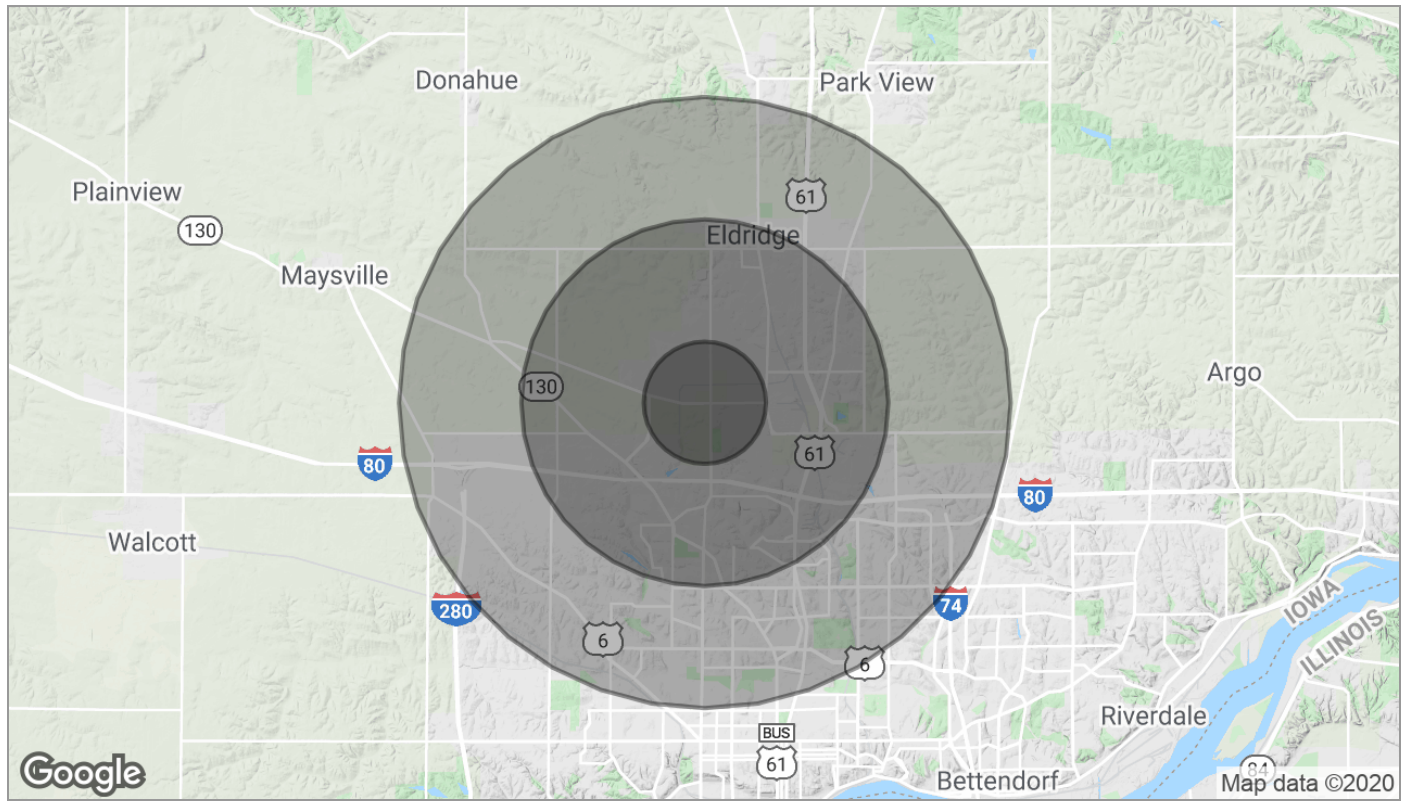 Donahue
Park View
Plainview
61
130
Eldridge
Maysville
Argo
130
61
80
80
Walcott
280
74
IOWA
6
ILLINOIS
6
Riverdale
BUS
61
Google
84
Bettendorf
Map data ©2020